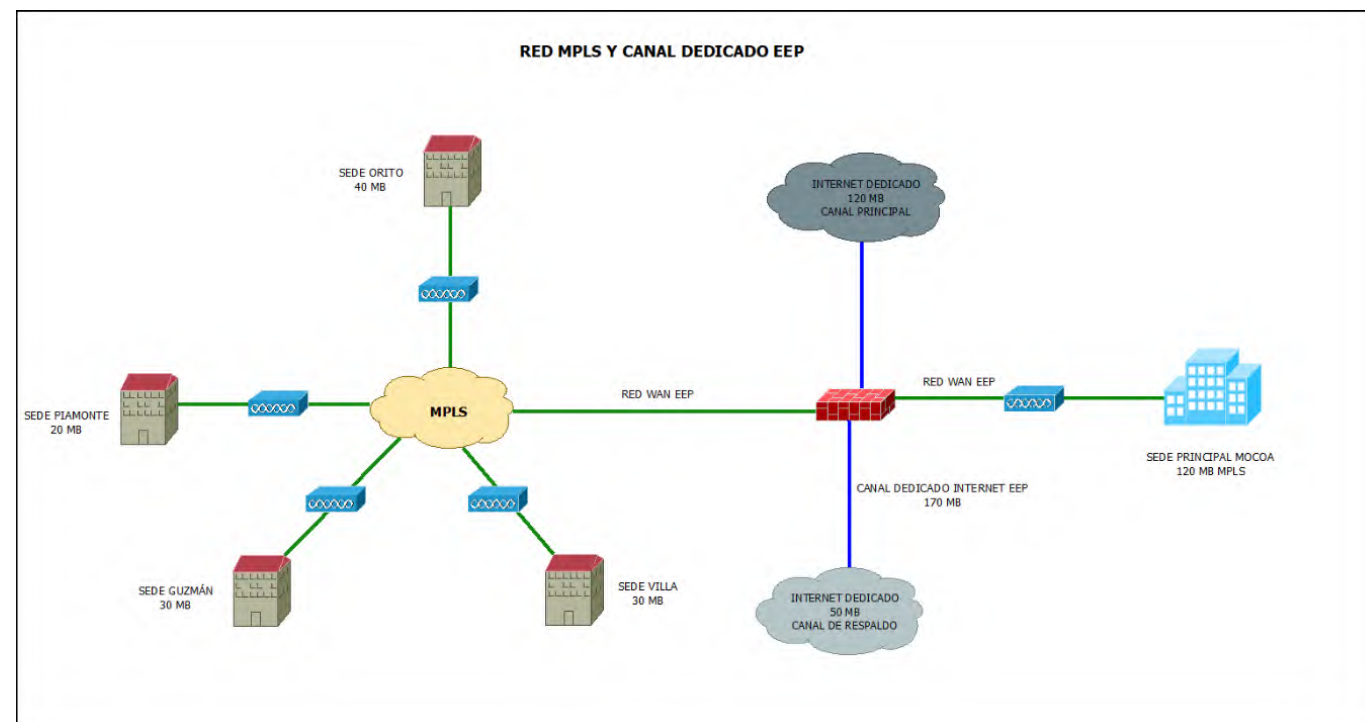 RED MPLS Y CANAL DEDICADO EEP
SEDE ORITO
40 MB
INTERNET DEDICADO
120 MB
CANAL PRINCIPAL
SEDE PIAMONTE
20 MB
MPLS
RED WAN EEP
RED WAN EEP
SEDE PRINCIPAL MOCOA
120 MB MPLS
CANAL DEDICADO INTERNET EEP
170 MB
SEDE GUZMÁN
30 MB
SEDE VILLA
30 MB
INTERNET DEDICADO
50 MB
CANAL DE RESPALDO